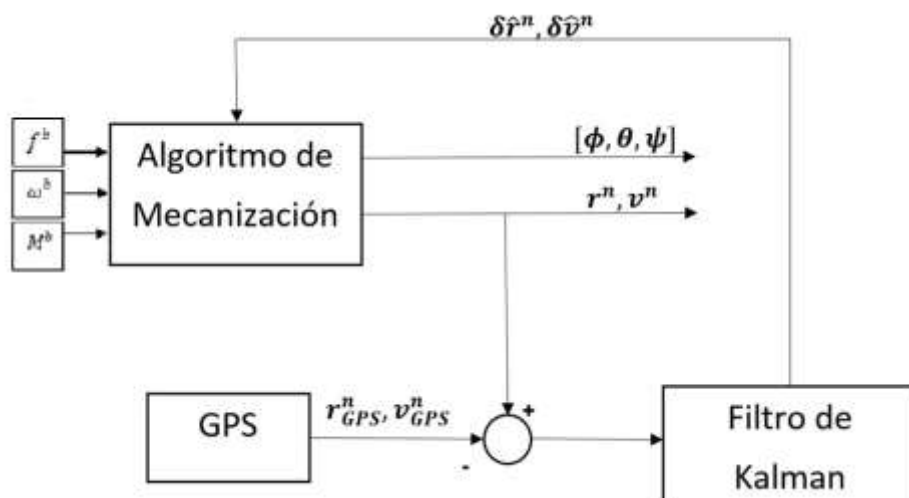 δr̂ⁿ, δv̂ⁿ
fᵇ
ωᵇ
Mᵇ
Algoritmo de
Mecanización
[ϕ, θ, ψ]
rⁿ, vⁿ
GPS
rⁿ_GPS, vⁿ_GPS
+
-
Filtro de
Kalman